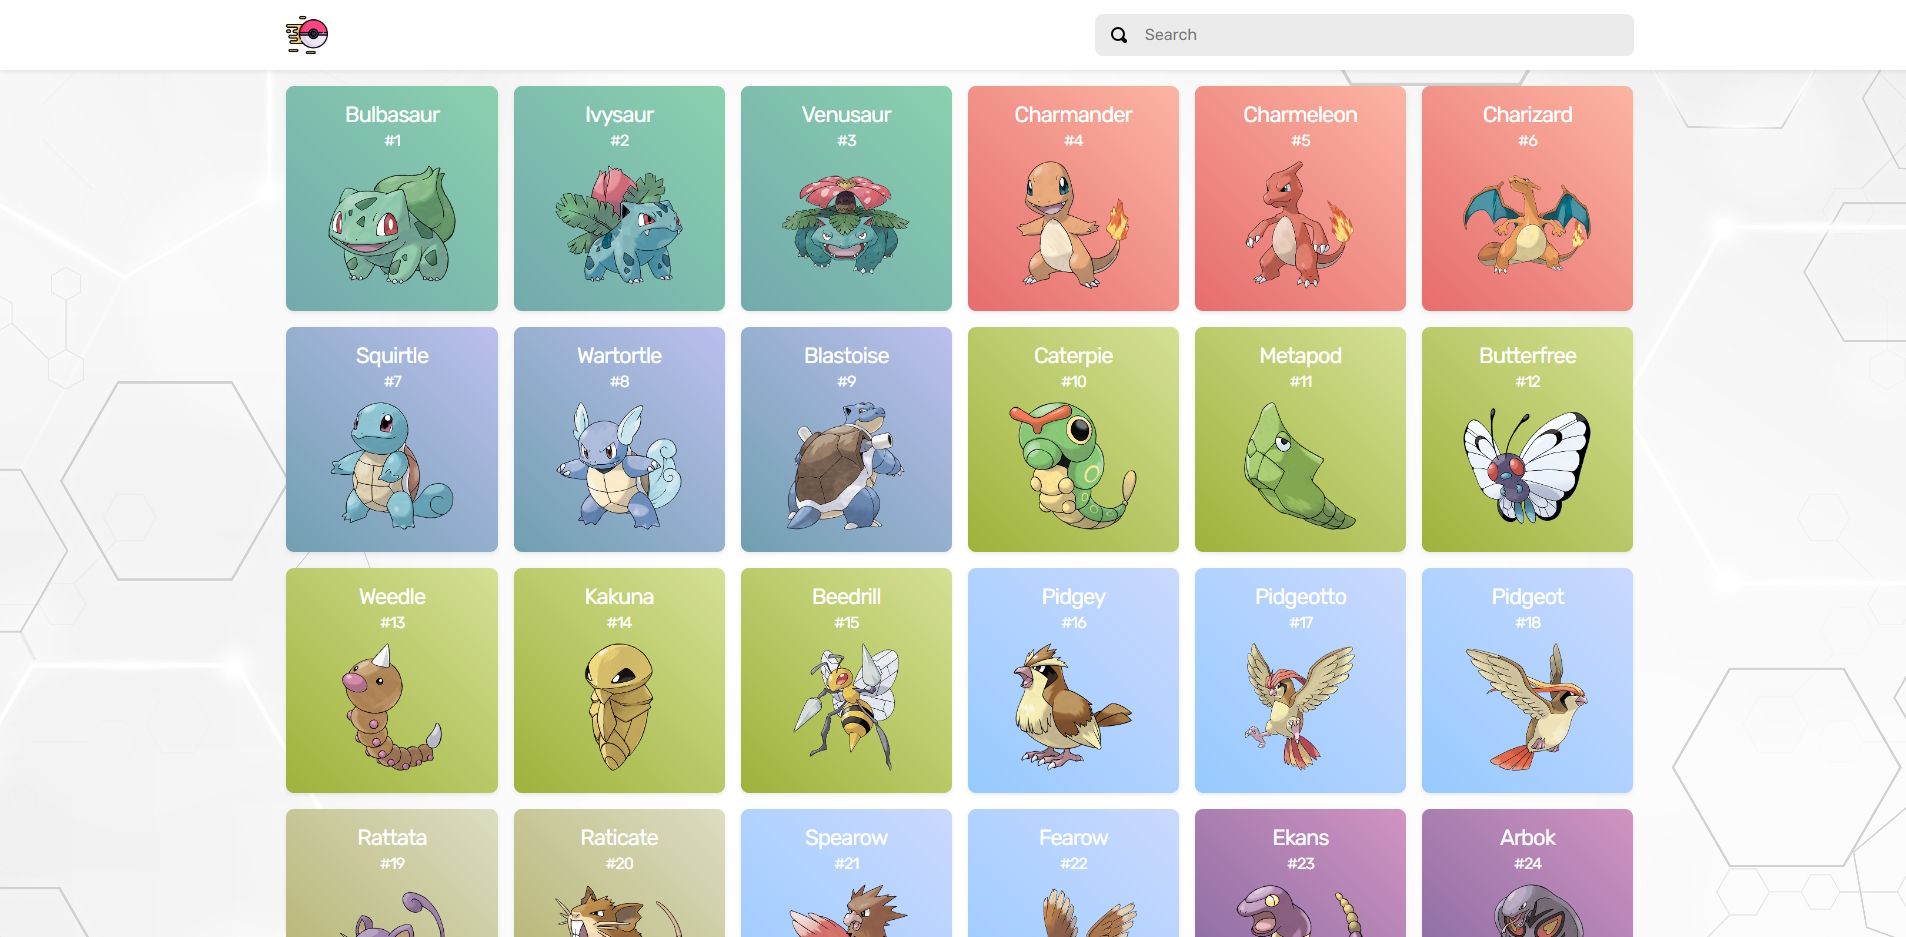 Search
Bulbasaur
#1
Ivysaur
#2
Venusaur
#3
Charmander
#4
Charmeleon
#5
Charizard
#6
Squirtle
#7
Wartortle
#8
Blastoise
#9
Caterpie
#10
Metapod
#11
Butterfree
#12
Weedle
#13
Kakuna
#14
Beedrill
#15
Pidgey
#16
Pidgeotto
#17
Pidgeot
#18
Rattata
#19
Raticate
#20
Spearow
#21
Fearow
#22
Ekans
#23
Arbok
#24